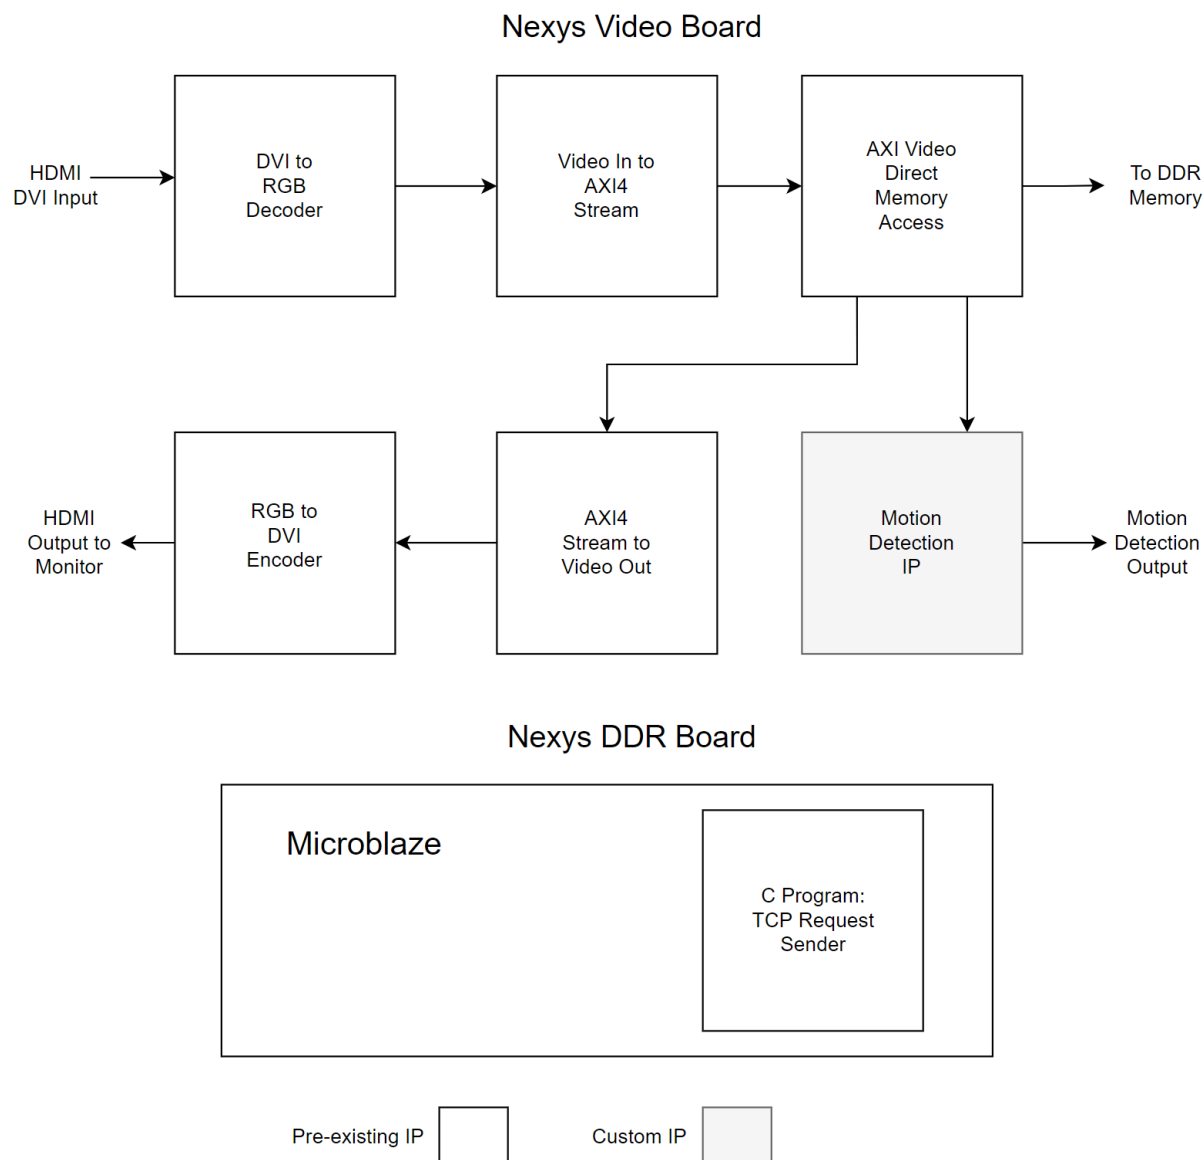 Nexys Video Board
HDMI
DVI Input
DVI to
RGB
Decoder
Video In to
AXI4
Stream
AXI Video
Direct
Memory
Access
To DDR
Memory
HDMI
Output to
Monitor
RGB to
DVI
Encoder
AXI4
Stream to
Video Out
Motion
Detection
IP
Motion
Detection
Output
Nexys DDR Board
Microblaze
C Program:
TCP Request
Sender
Pre-existing IP
Custom IP